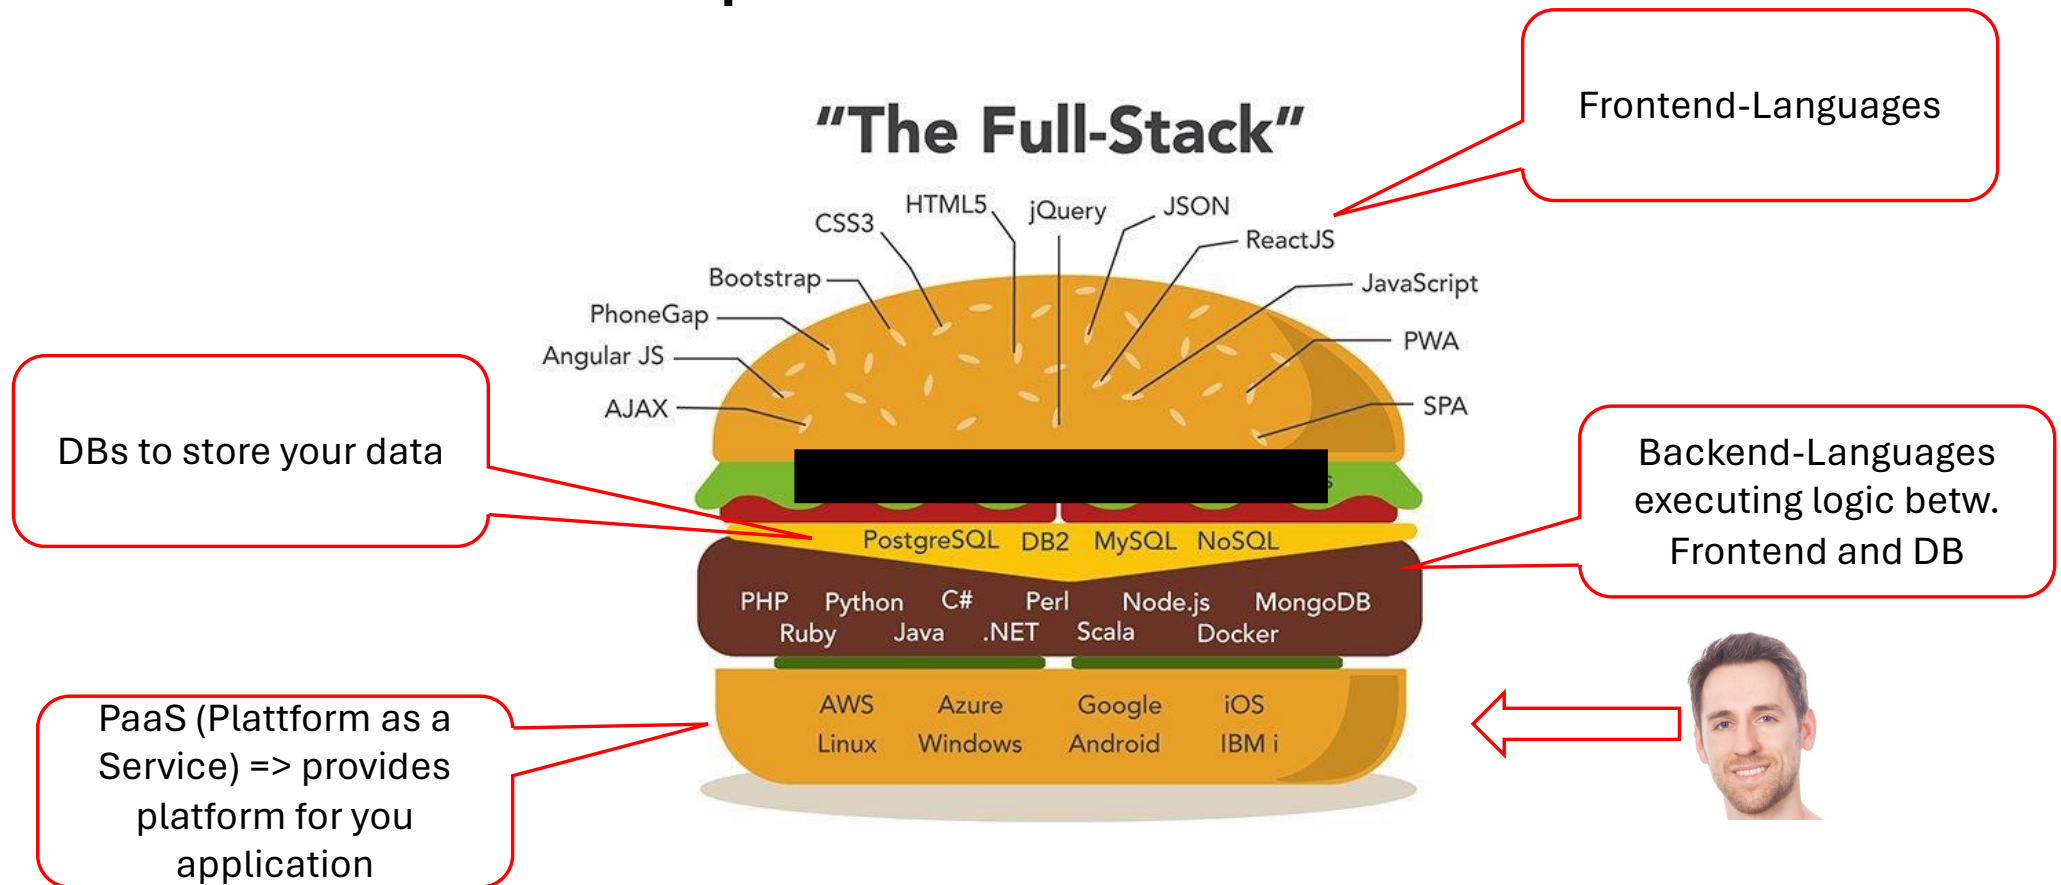 "The Full-Stack"
Frontend-Languages
HTML5
jQuery
JSON
CSS3
ReactJS
Bootstrap
JavaScript
PhoneGap
PWA
Angular JS
AJAX
SPA
DBs to store your data
Backend-Languages
executing logic betw.
Frontend and DB
PostgreSQL DB2 MySQL NoSQL
PHP Python C# Perl Node.js MongoDB
Ruby Java .NET Scala Docker
AWS Azure Google iOS
Linux Windows Android IBM i
PaaS (Plattform as a
Service) => provides
platform for you
application